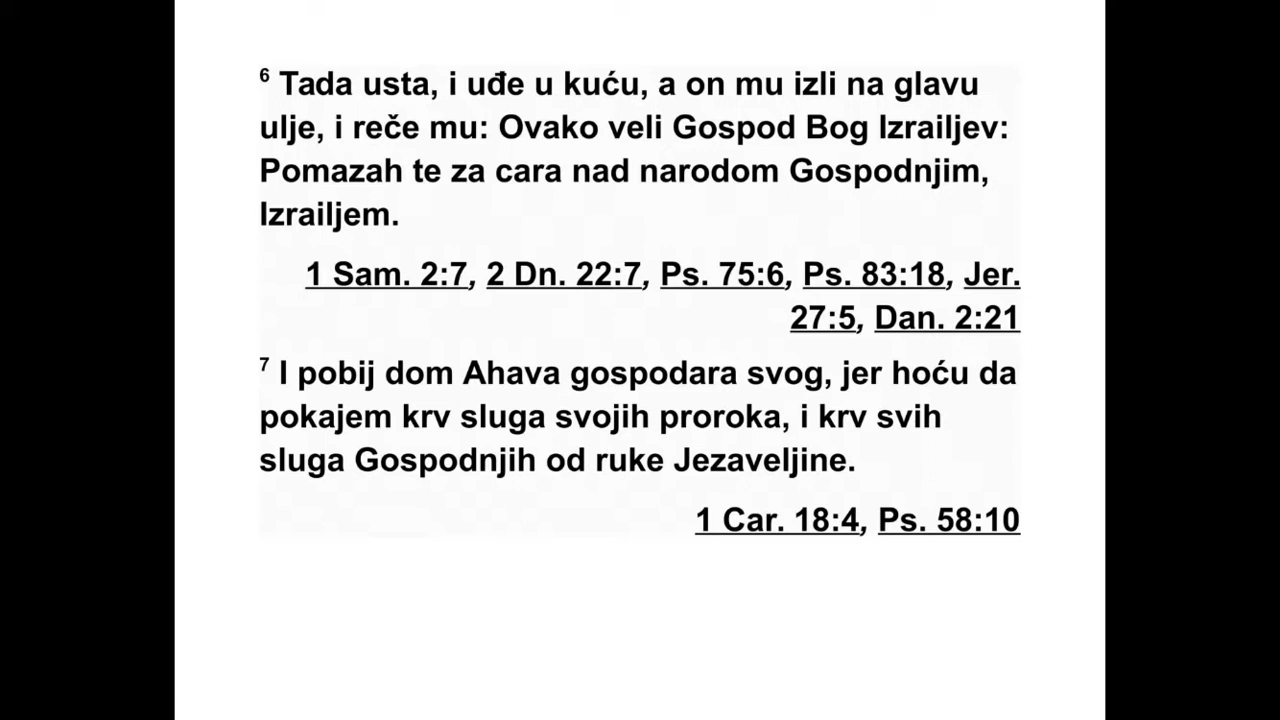 6 Tada usta, i uđe u kuću, a on mu izli na glavu
ulje, i reče mu: Ovako veli Gospod Bog Izrailjev:
Pomazah te za cara nad narodom Gospodnjim,
Izrailjem.
1 Sam. 2:7, 2 Dn. 22:7, Ps. 75:6, Ps. 83:18, Jer.
27:5, Dan. 2:21
7 I pobij dom Ahava gospodara svog, jer hoću da
pokajem krv sluga svojih proroka, i krv svih
sluga Gospodnjih od ruke Jezaveljine.
1 Car. 18:4, Ps. 58:10